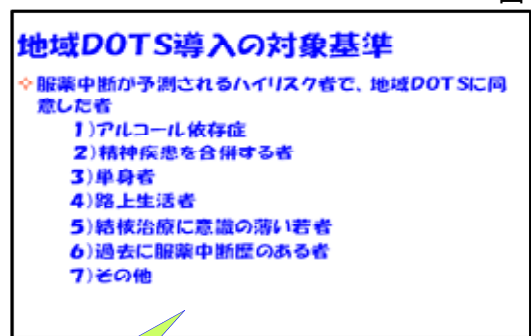 地域DOTS導入の対象基準
服薬中断が予測されるハイリスク者で、地域DOTSに同
意した者
1)アルコール依存症
2)精神疾患を合併する者
3)単身者
4)路上生活者
5)結核治療に意識の薄い若者
6)過去に服薬中断歴のある者
7)その他